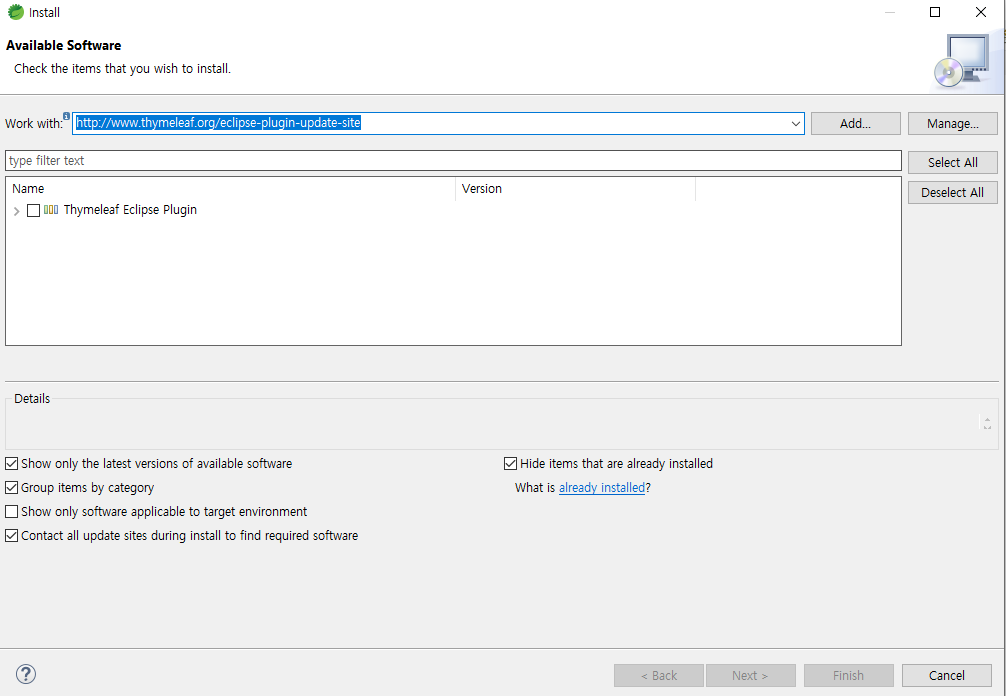 Install
Available Software
Check the items that you wish to install.
Work with: http://www.thymeleaf.org/eclipse-plugin-update-site Add... Manage...
type filter text Select All
Name Version Deselect All
Thymeleaf Eclipse Plugin
Details
Show only the latest versions of available software Hide items that are already installed
Group items by category What is already installed?
Show only software applicable to target environment
Contact all update sites during install to find required software
? < Back Next > Finish Cancel